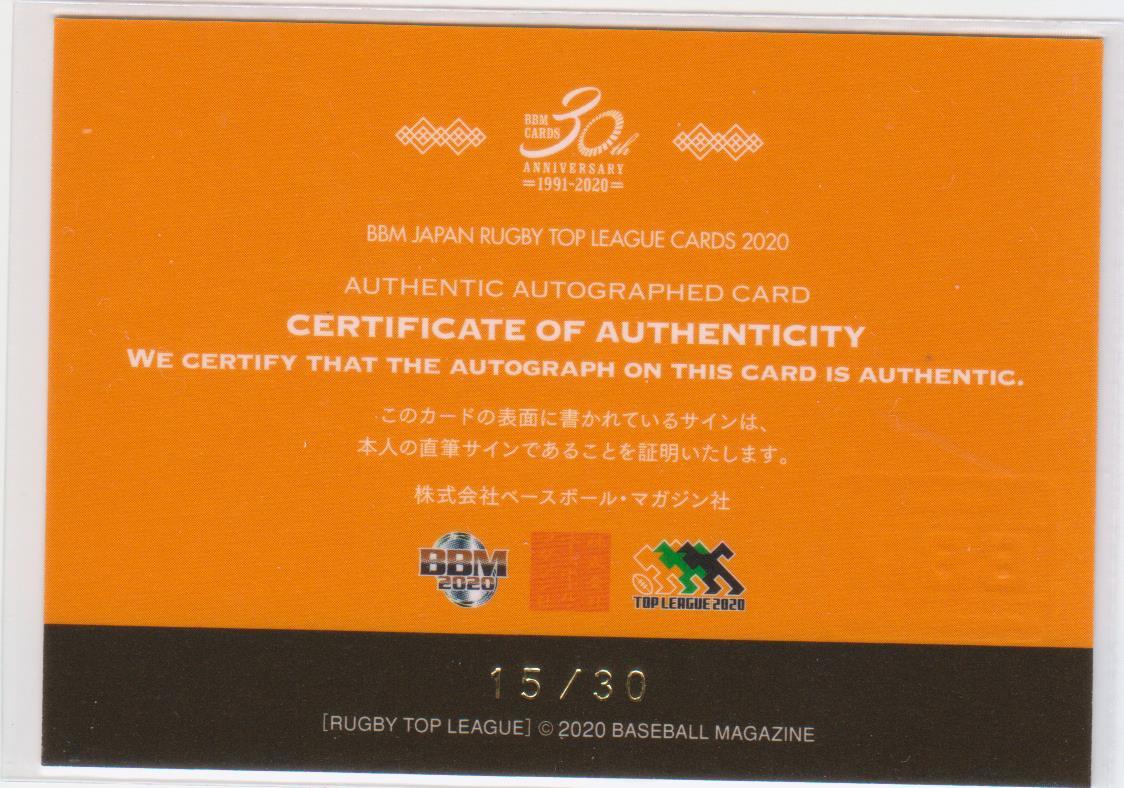 BBM
CARDS
30th
ANNIVERSARY
1991-2020
BBM JAPAN RUGBY TOP LEAGUE CARDS 2020
AUTHENTIC AUTOGRAPHED CARD
CERTIFICATE OF AUTHENTICITY
WE CERTIFY THAT THE AUTOGRAPH ON THIS CARD IS AUTHENTIC.
このカードの表面に書かれているサインは、
本人の直筆サインであることを証明いたします。
株式会社ベースボール・マガジン社
BBM
2020
TOP LEAGUE 2020
15/30
[RUGBY TOP LEAGUE] © 2020 BASEBALL MAGAZINE